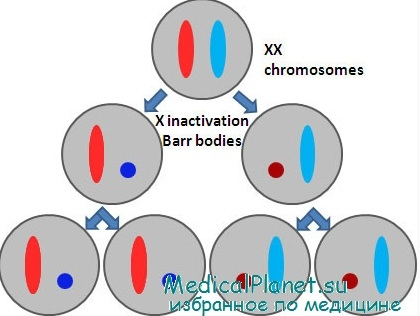 XX
chromosomes
X inactivation
Barr bodies
MedicalPlanet.su
избранное по медицине